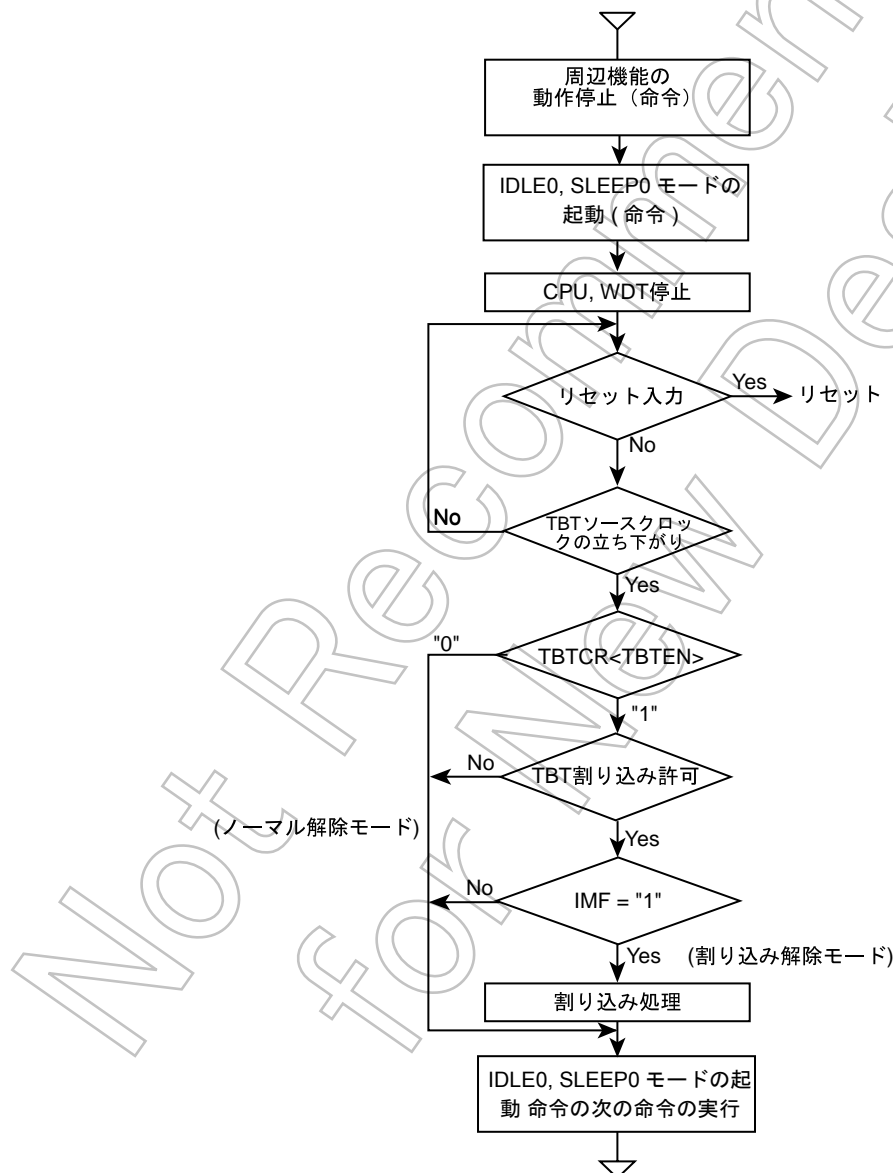 周辺機能の
動作停止（命令）
IDLE0, SLEEP0 モードの
起動 ( 命令 )
CPU, WDT停止
リセット入力
Yes
リセット
No
No
TBTソースクロッ
クの立ち下がり
Yes
"0"
TBTCR<TBTEN>
"1"
No
TBT割り込み許可
(ノーマル解除モード)
Yes
No
IMF = "1"
Yes
(割り込み解除モード)
割り込み処理
IDLE0, SLEEP0 モードの起
動 命令の次の命令の実行
Not Recommen
for New De